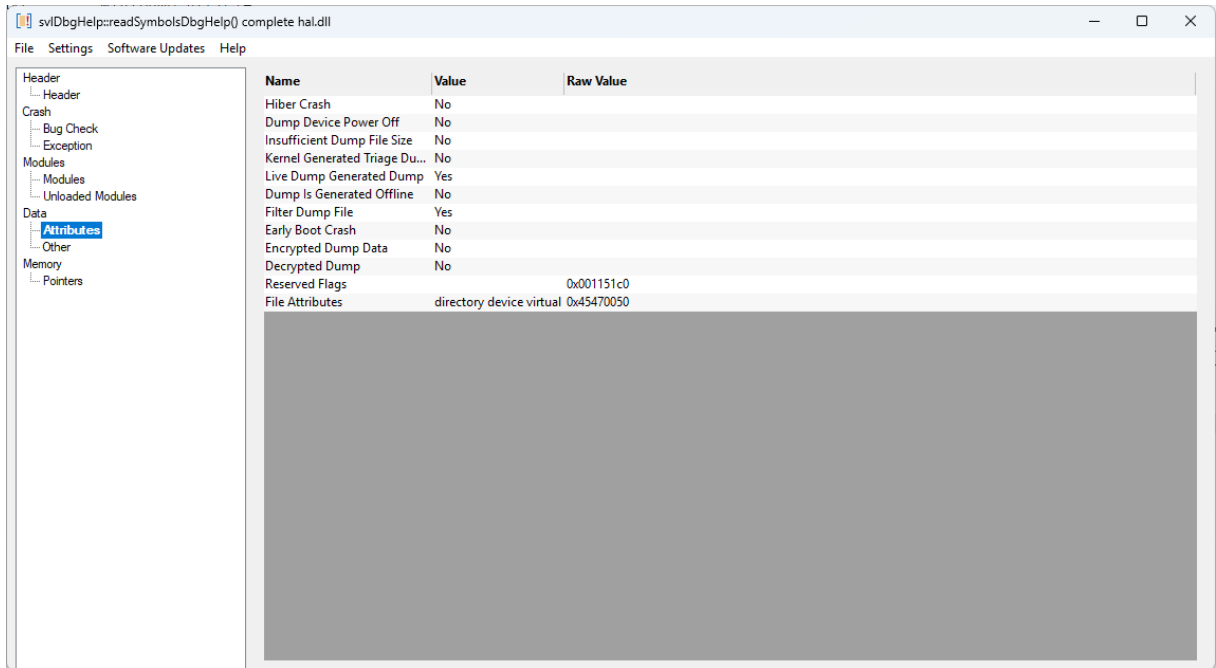 svlDbgHelp::readSymbolsDbgHelp() complete hal.dll
File Settings Software Updates Help
Header
Header
Crash
Bug Check
Exception
Modules
Modules
Unloaded Modules
Data
Attributes
Other
Memory
Pointers
Name Value Raw Value
Hiber Crash No
Dump Device Power Off No
Insufficient Dump File Size No
Kernel Generated Triage Du... No
Live Dump Generated Dump Yes
Dump Is Generated Offline No
Filter Dump File Yes
Early Boot Crash No
Encrypted Dump Data No
Decrypted Dump No
Reserved Flags 0x001151c0
File Attributes directory device virtual 0x45470050